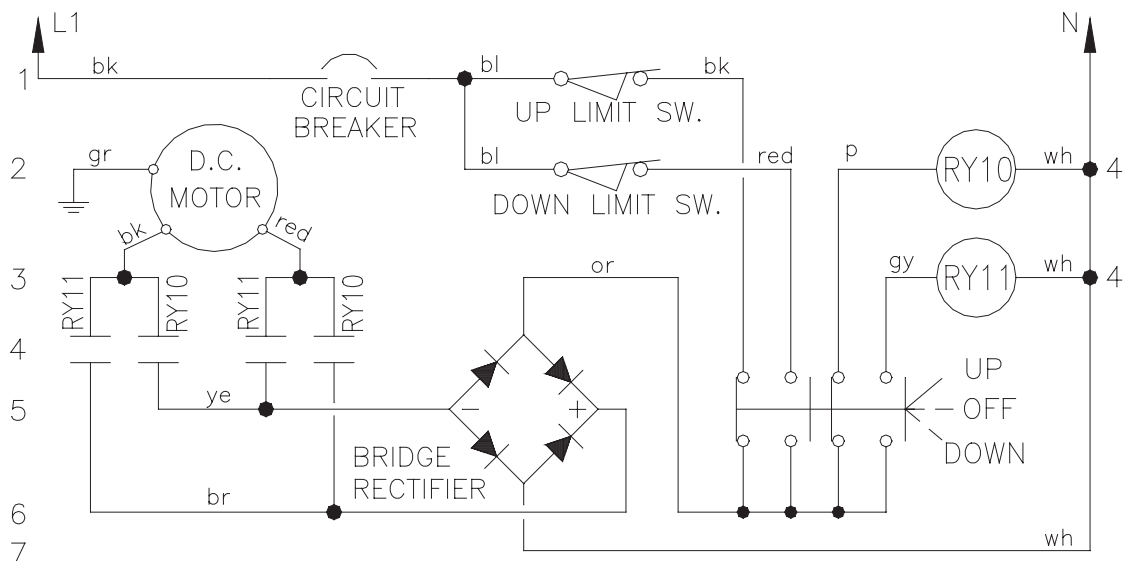 L1
N
1
bk
bl
bk
CIRCUIT
BREAKER
UP LIMIT SW.
2
gr
D.C.
MOTOR
bl
red
p
RY10
wh
4
DOWN LIMIT SW.
bk
red
3
RY11
RY10
RY11
RY10
or
gy
RY11
wh
4
4
UP
5
ye
−
+
OFF
DOWN
BRIDGE
RECTIFIER
br
6
7
wh